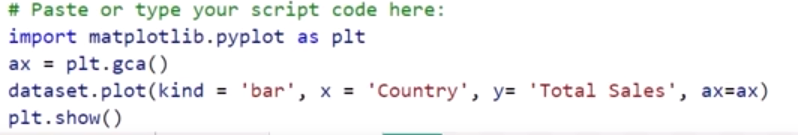 # Paste or type your script code here:
import matplotlib.pyplot as plt
ax = plt.gca()
dataset.plot(kind = 'bar', x = 'Country', y= 'Total Sales', ax=ax)
plt.show()